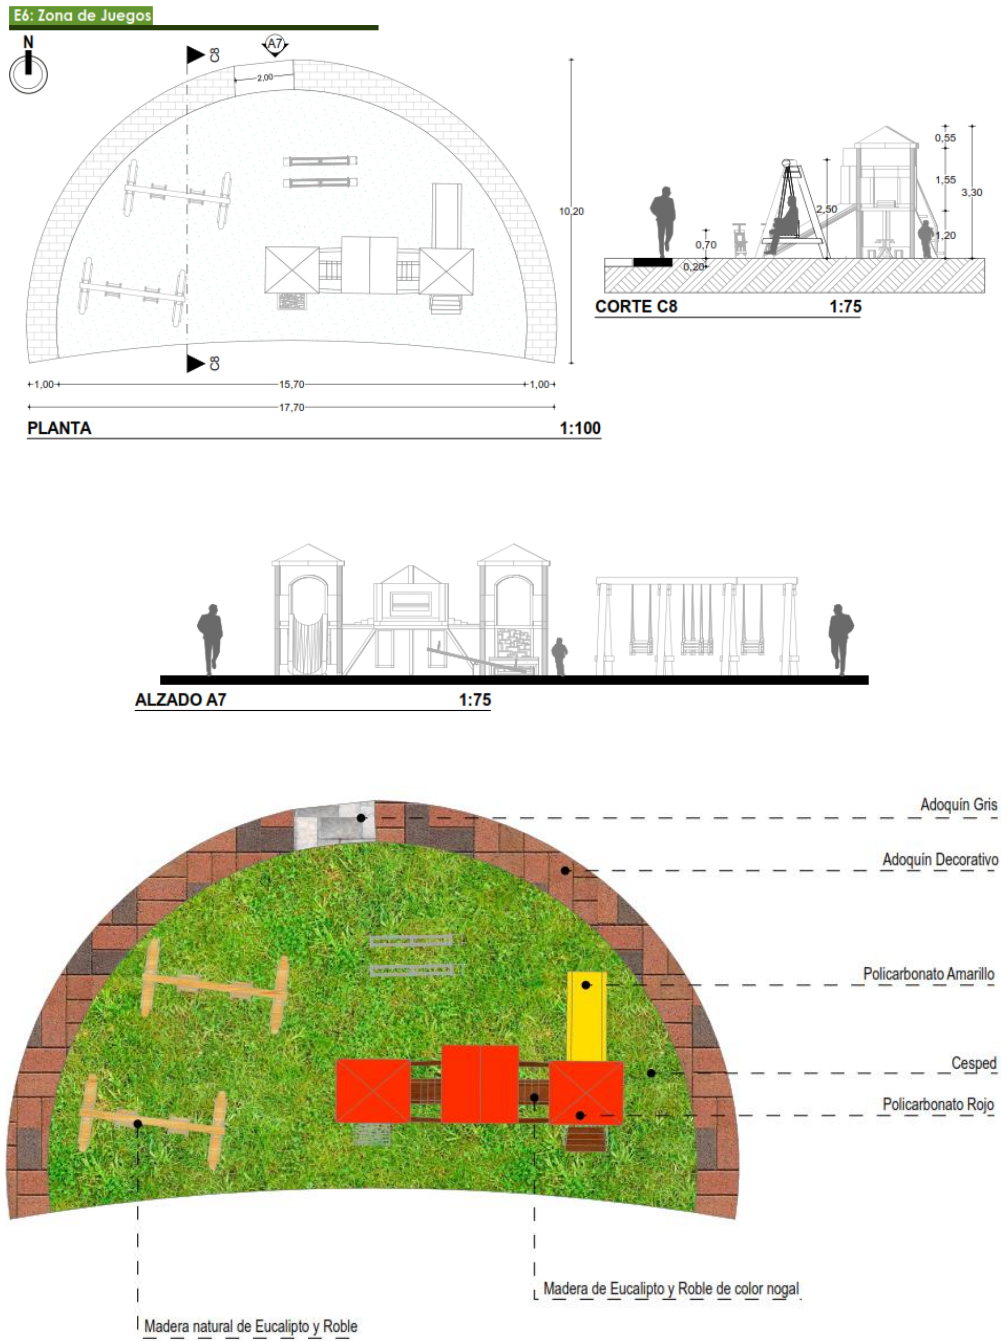 E6: Zona de Juegos
N
C8
A7
2,00
10,20
C8
1,00
15,70
1,00
17,70
PLANTA 1:100
0,55
1,55
3,30
2,50
1,20
0,70
0,20
CORTE C8 1:75
ALZADO A7 1:75
Adoquín Gris
Adoquín Decorativo
Policarbonato Amarillo
Cesped
Policarbonato Rojo
Madera de Eucalipto y Roble de color nogal
Madera natural de Eucalipto y Roble